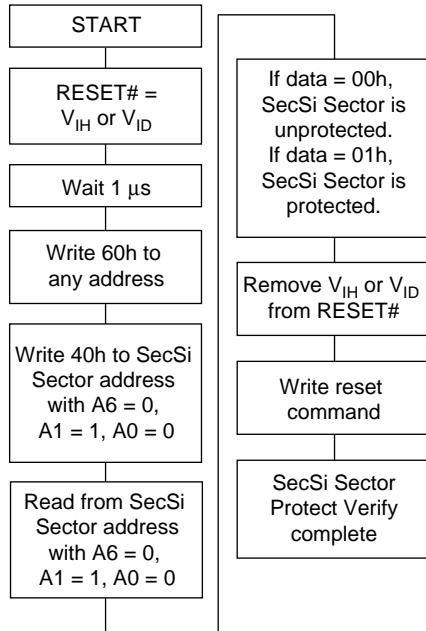 START
RESET# =
VIH or VID
Wait 1 μs
Write 60h to
any address
Write 40h to SecSi
Sector address
with A6 = 0,
A1 = 1, A0 = 0
Read from SecSi
Sector address
with A6 = 0,
A1 = 1, A0 = 0
If data = 00h,
SecSi Sector is
unprotected.
If data = 01h,
SecSi Sector is
protected.
Remove VIH or VID
from RESET#
Write reset
command
SecSi Sector
Protect Verify
complete